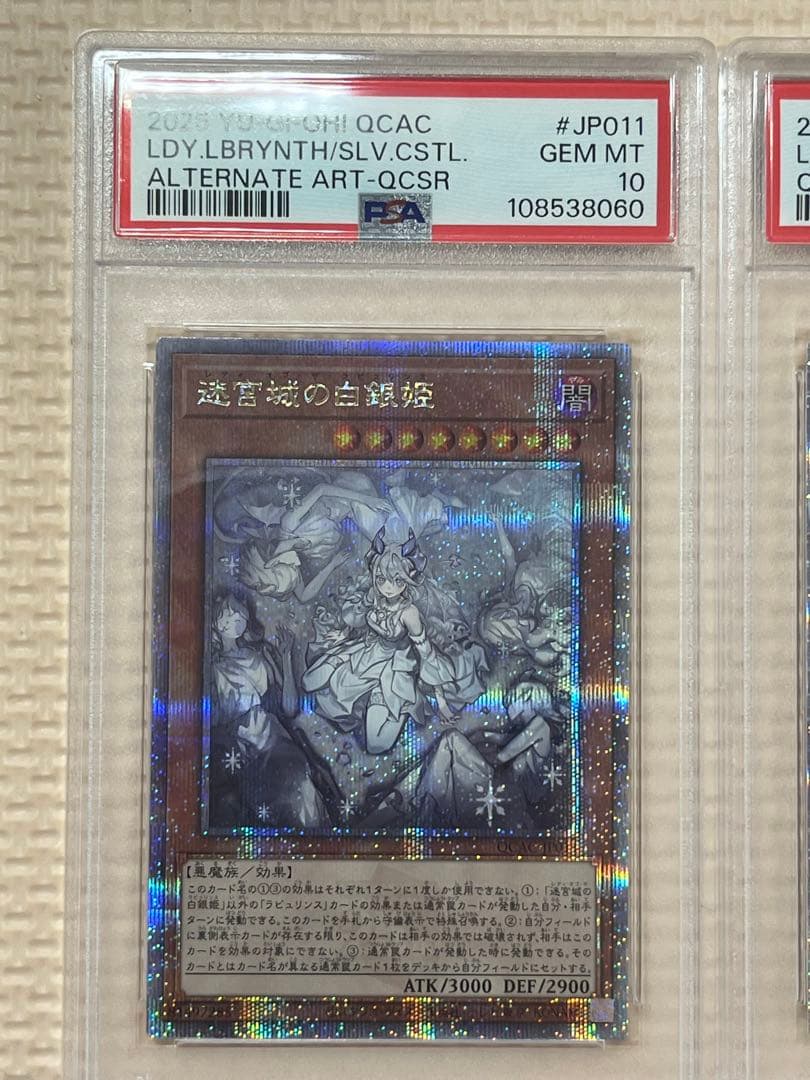 2025 YU-GI-OH! QCAC #JP011
LDY.LBRYNTH/SLV.CSTL. GEM MT
ALTERNATE ART-QCSR 10
PSA 108538060
2
L
迷宮城の白銀姫
闇
QCAC-JP011
【悪魔族／効果】
このカード名の①③の効果はそれぞれ1ターンに1度しか使用できない。①：「迷宮城の
白銀姫」以外の「ラビュリンス」カードの効果または通常罠カードが発動した自分・相手
ターンに発動できる。このカードを手札から守備表示で特殊召喚する。②：自分フィールド
に裏側表示カードが存在する限り、このカードは相手の効果では破壊されず、相手はこの
カードを効果の対象にできない。③：通常罠カードが発動した時に発動できる。その
カードとはカード名が異なる通常罠カード1枚をデッキから自分フィールドにセットする。
ATK/3000 DEF/2900